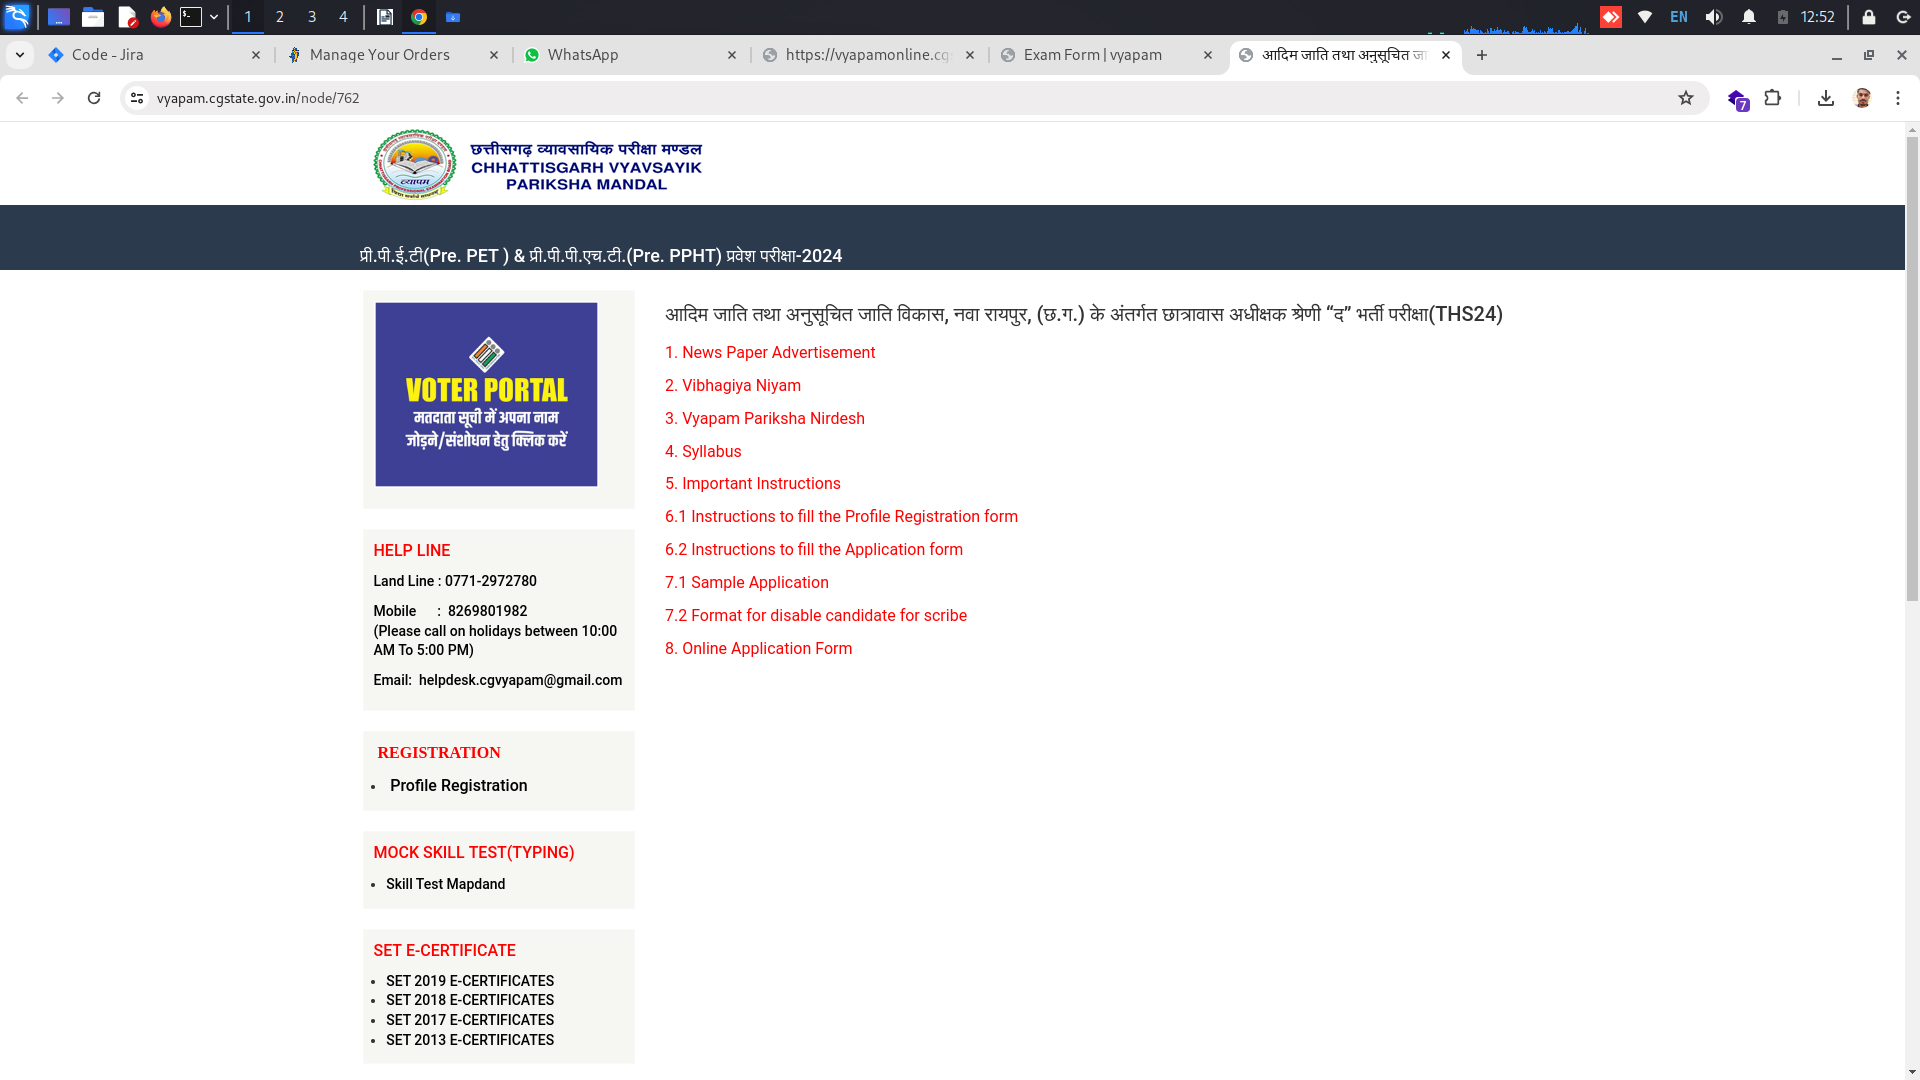 1 2 3 4 EN 12:52
Code - Jira
Manage Your Orders
WhatsApp
https://vyapamonline.cg
Exam Form | vyapam
आदिम जाति तथा अनुसूचित जा
vyapam.cgstate.gov.in/node/762
7
छत्तीसगढ़ व्यावसायिक परीक्षा मण्डल
CHHATTISGARH VYAVSAYIK
PARIKSHA MANDAL
व्यापम
प्री.पी.ई.टी(Pre. PET ) & प्री.पी.पी.एच.टी.(Pre. PPHT) प्रवेश परीक्षा-2024
VOTER PORTAL
मतदाता सूची में अपना नाम
जोड़ने/संशोधन हेतु क्लिक करें
HELP LINE
Land Line : 0771-2972780
Mobile : 8269801982
(Please call on holidays between 10:00
AM To 5:00 PM)
Email: helpdesk.cgvyapam@gmail.com
REGISTRATION
• Profile Registration
MOCK SKILL TEST(TYPING)
• Skill Test Mapdand
SET E-CERTIFICATE
• SET 2019 E-CERTIFICATES
• SET 2018 E-CERTIFICATES
• SET 2017 E-CERTIFICATES
• SET 2013 E-CERTIFICATES
आदिम जाति तथा अनुसूचित जाति विकास, नवा रायपुर, (छ.ग.) के अंतर्गत छात्रावास अधीक्षक श्रेणी “द” भर्ती परीक्षा(THS24)
1. News Paper Advertisement
2. Vibhagiya Niyam
3. Vyapam Pariksha Nirdesh
4. Syllabus
5. Important Instructions
6.1 Instructions to fill the Profile Registration form
6.2 Instructions to fill the Application form
7.1 Sample Application
7.2 Format for disable candidate for scribe
8. Online Application Form